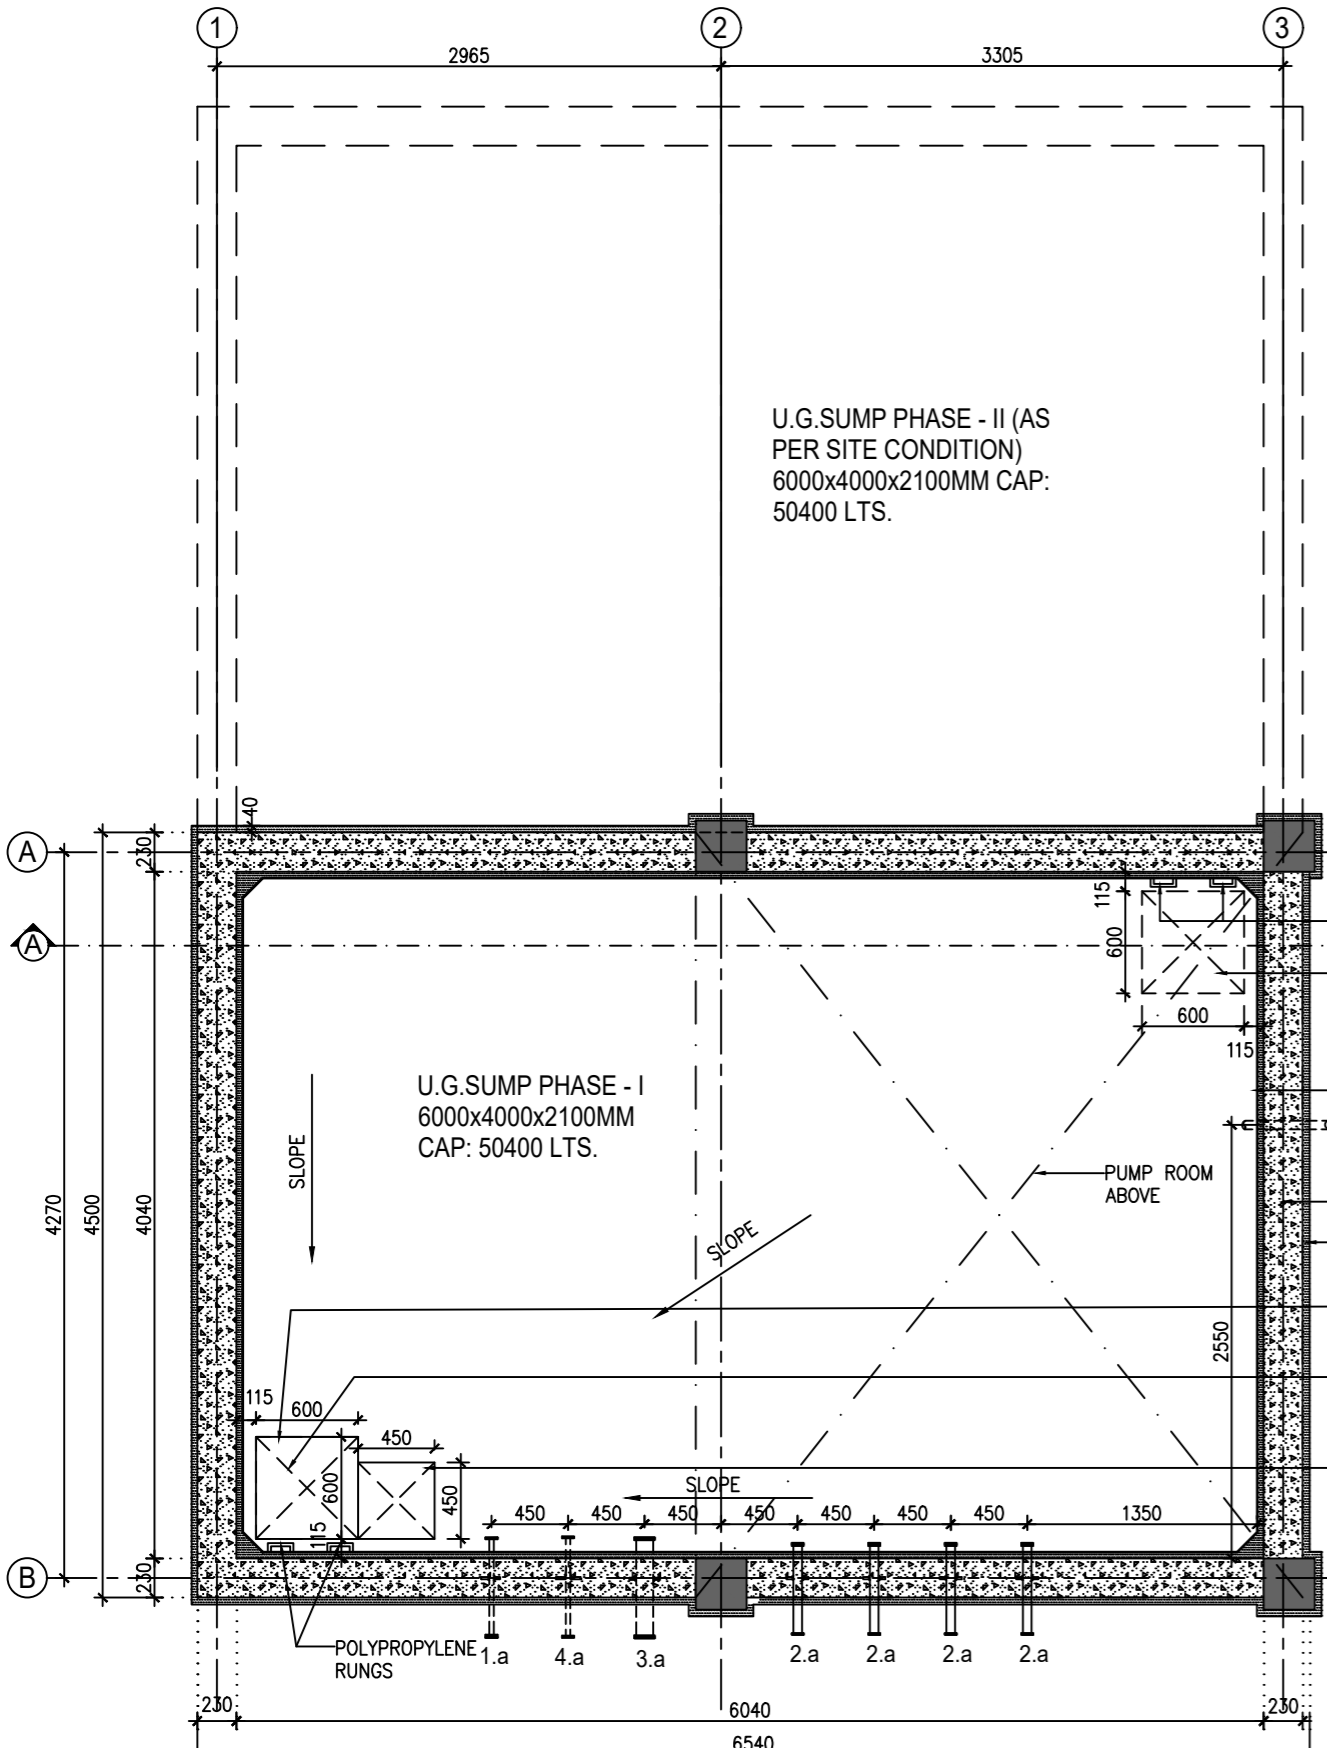 1
2
3
2965
3305
U.G.SUMP PHASE - II (AS
PER SITE CONDITION)
6000x4000x2100MM CAP:
50400 LTS.
40
A
230
115
A
600
600
115
U.G.SUMP PHASE - I
6000x4000x2100MM
CAP: 50400 LTS.
SLOPE
PUMP ROOM
ABOVE
4270
4500
4040
SLOPE
2550
115
600
450
600
450
SLOPE
115
450
450
450
450
450
450
450
1350
B
230
POLYPROPYLENE
RUNGS
1.a
4.a
3.a
2.a
2.a
2.a
2.a
230
6040
230
6540